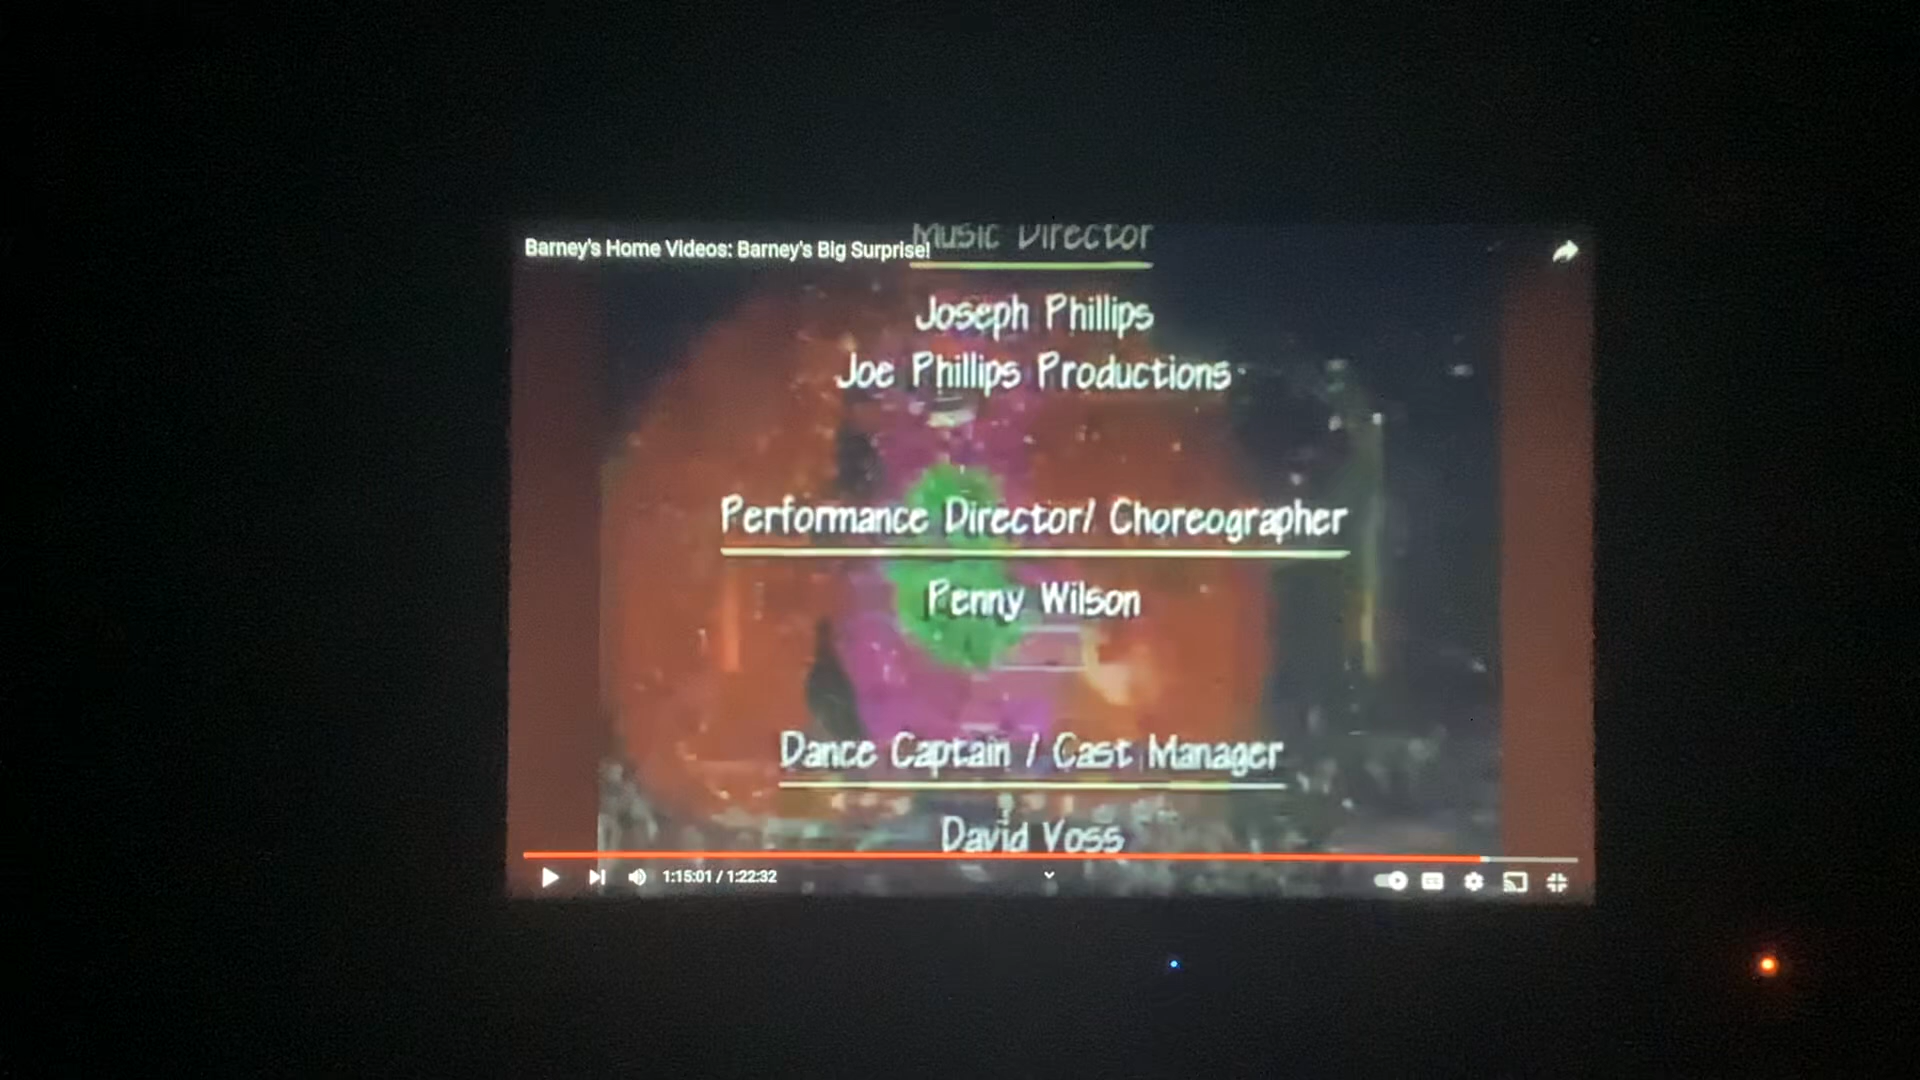 Music Director
Barney's Home Videos: Barney's Big Surprise!
Joseph Phillips
Joe Phillips Productions
Performance Director/ Choreographer
Penny Wilson
Dance Captain / Cast Manager
David Voss
1:15:01 / 1:22:32